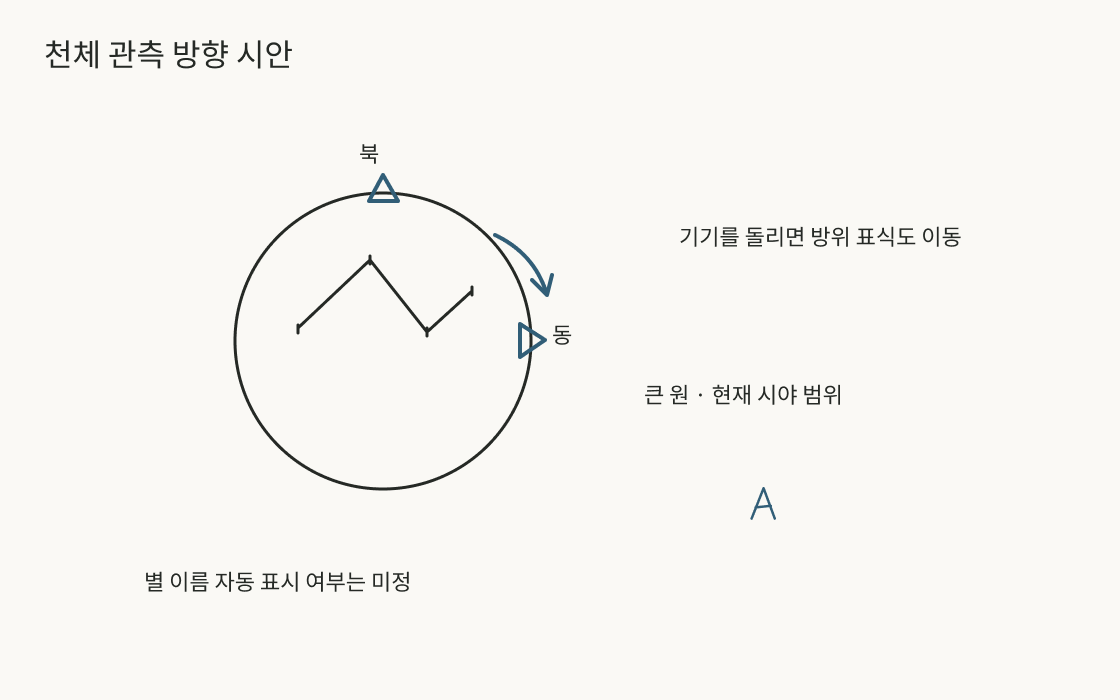 천체 관측 방향 시안
북
기기를 돌리면 방위 표식도 이동
동
큰 원 · 현재 시야 범위
A
별 이름 자동 표시 여부는 미정